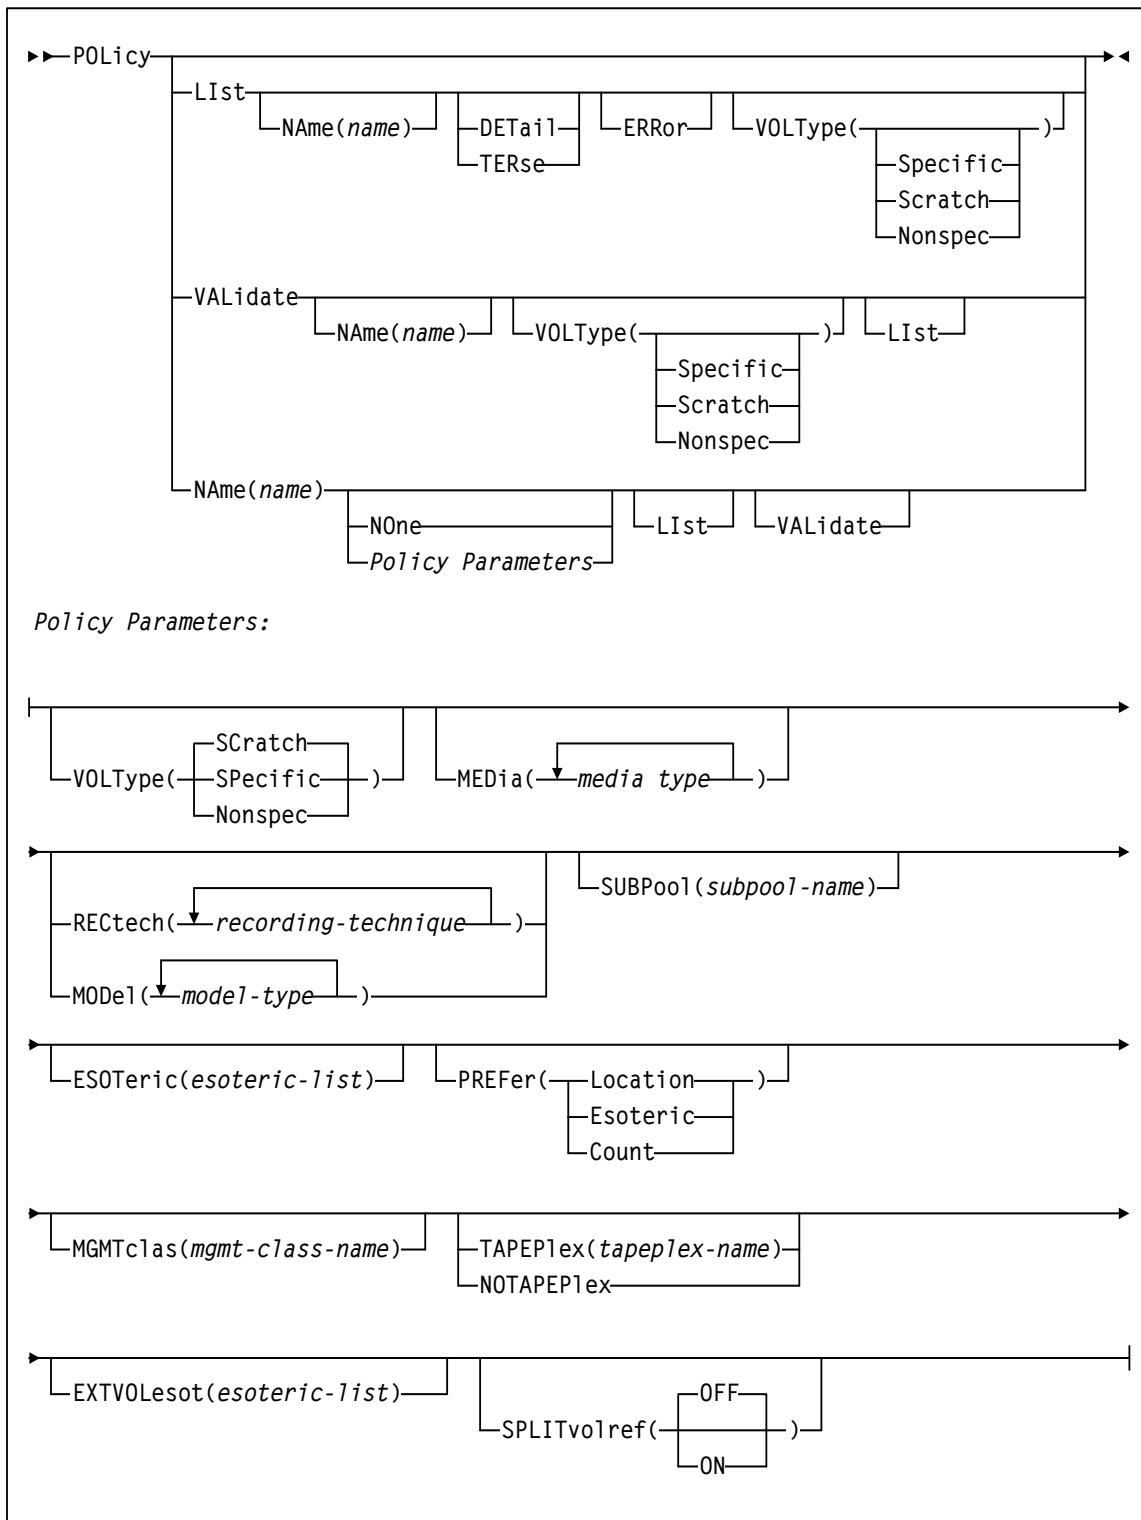 POLicy
LIst
NAme(name) DETail ERRor VOLType( )
TERse Specific
Scratch
Nonspec
VALidate
NAme(name) VOLType( ) LIst
Specific
Scratch
Nonspec
NAme(name)
NOne LIst VALidate
Policy Parameters
Policy Parameters:
SCratch
VOLType( SPecific ) MEDia( media type )
Nonspec
SUBPool(subpool-name)
RECtech( recording-technique )
MODel( model-type )
ESOTeric(esoteric-list) PREFer( Location )
Esoteric
Count
MGMTclas(mgmt-class-name) TAPEPlex(tapeplex-name)
NOTAPEPlex
EXTVOLesot(esoteric-list) OFF
SPLITvolref( )
ON